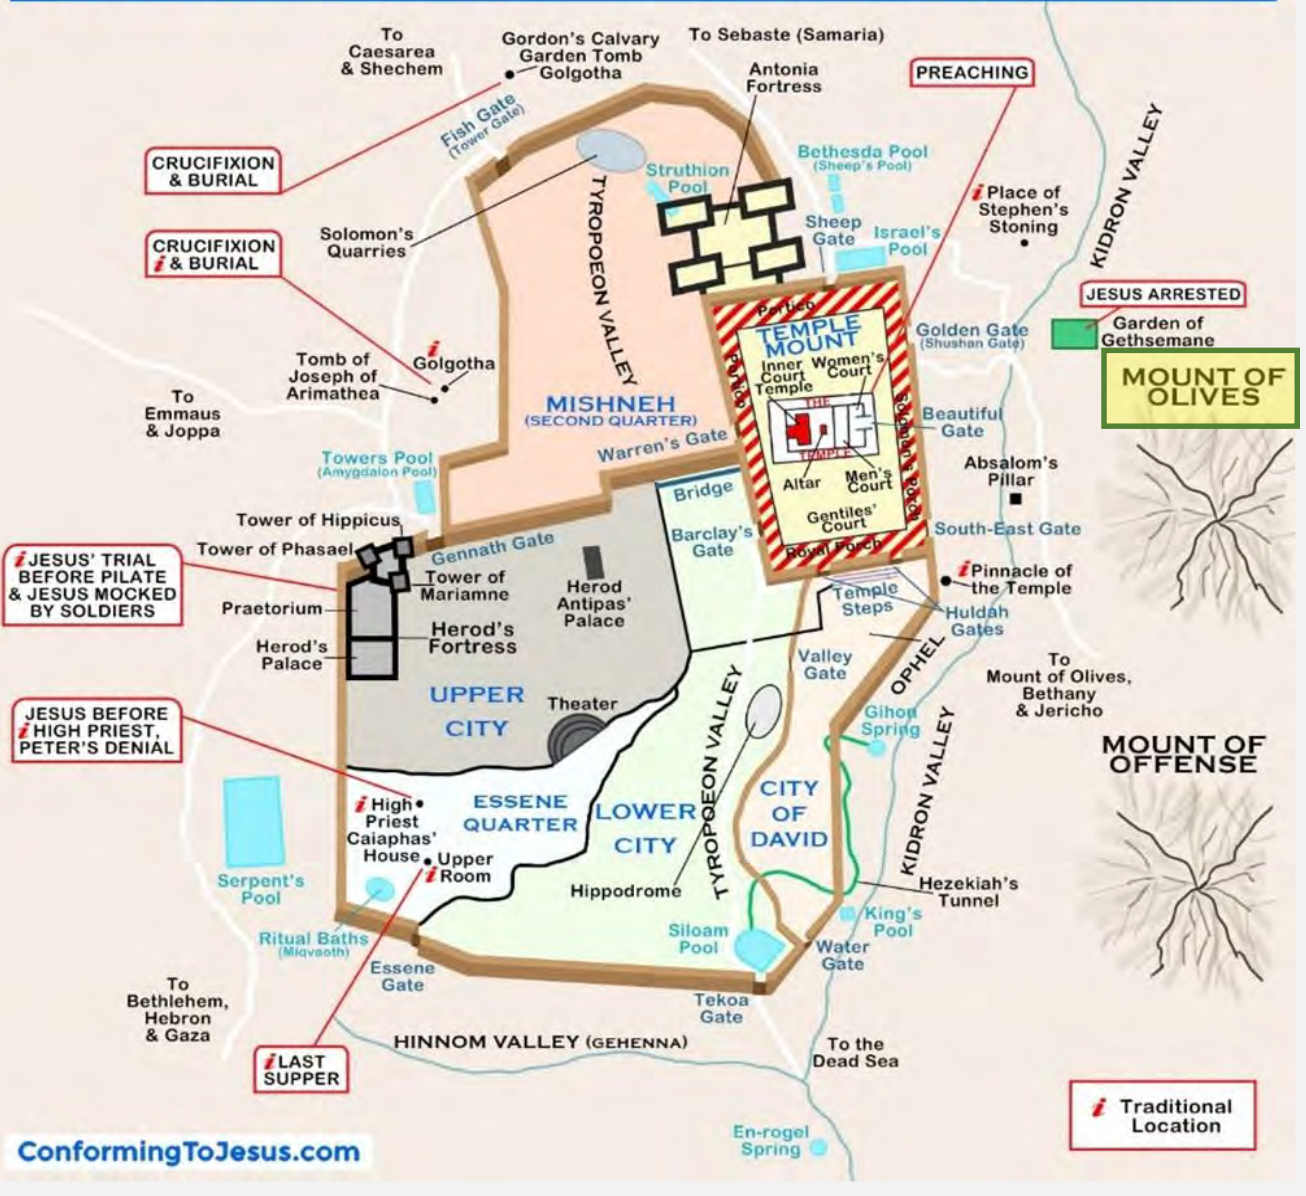 To
Caesarea
& Shechem
Gordon's Calvary
Garden Tomb
Golgotha
To Sebaste (Samaria)
Antonia
Fortress
PREACHING
Fish Gate
(Tower Gate)
KIDRON VALLEY
CRUCIFIXION
& BURIAL
Struthion
Pool
Bethesda Pool
(Sheep's Pool)
TYROPOEON VALLEY
i Place of
Stephen's
Stoning
Solomon's
Quarries
Sheep
Gate
Israel's
Pool
CRUCIFIXION
i & BURIAL
JESUS ARRESTED
Garden of
Gethsemane
Portico
TEMPLE
MOUNT
Golden Gate
(Shushan Gate)
i
Golgotha
Tomb of
Joseph of
Arimathea
Portico
Inner
Court
Temple
Women's
Court
MOUNT OF
OLIVES
To
Emmaus
& Joppa
MISHNEH
(SECOND QUARTER)
THE
TEMPLE
Solomon's Porch
Beautiful
Gate
Warren's Gate
Towers Pool
(Amygdalon Pool)
Altar
Men's
Court
Absalom's
Pillar
Bridge
Gentiles'
Court
Tower of Hippicus
Barclay's
Gate
South-East Gate
Tower of Phasael
Gennath Gate
Royal Porch
i JESUS' TRIAL
BEFORE PILATE
& JESUS MOCKED
BY SOLDIERS
Tower of
Mariamne
Herod
Antipas'
Palace
Temple
Steps
i Pinnacle of
the Temple
Praetorium
Huldah
Gates
Herod's
Palace
Herod's
Fortress
Valley
Gate
OPHEL
To
Mount of Olives,
Bethany
& Jericho
UPPER
CITY
Theater
TYROPOEON VALLEY
Gihon
Spring
KIDRON VALLEY
JESUS BEFORE
i HIGH PRIEST,
PETER'S DENIAL
MOUNT OF
OFFENSE
i High
Priest
Caiaphas'
House
ESSENE
QUARTER
LOWER
CITY
CITY
OF
DAVID
Upper
i Room
Serpent's
Pool
Hippodrome
Hezekiah's
Tunnel
Ritual Baths
(Miqvaoth)
Siloam
Pool
King's
Pool
Water
Gate
Essene
Gate
To
Bethlehem,
Hebron
& Gaza
Tekoa
Gate
HINNOM VALLEY (GEHENNA)
To the
Dead Sea
i LAST
SUPPER
i Traditional
Location
ConformingToJesus.com
En-rogel
Spring